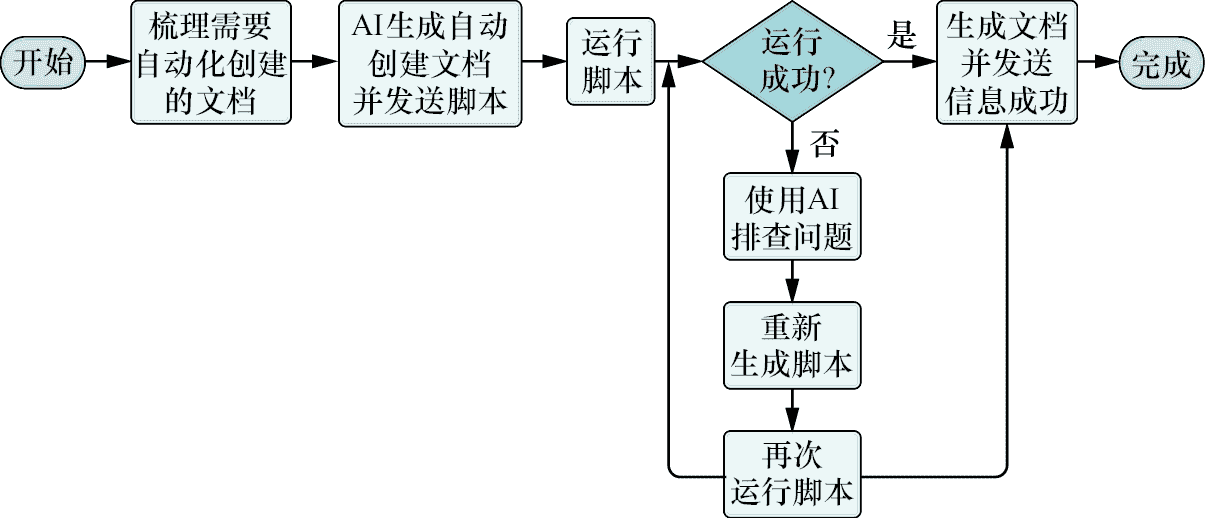 开始
梳理需要
自动化创建
的文档
AI生成自动
创建文档
并发送脚本
运行
脚本
运行
成功?
是
生成文档
并发送
信息成功
完成
否
使用AI
排查问题
重新
生成脚本
再次
运行脚本